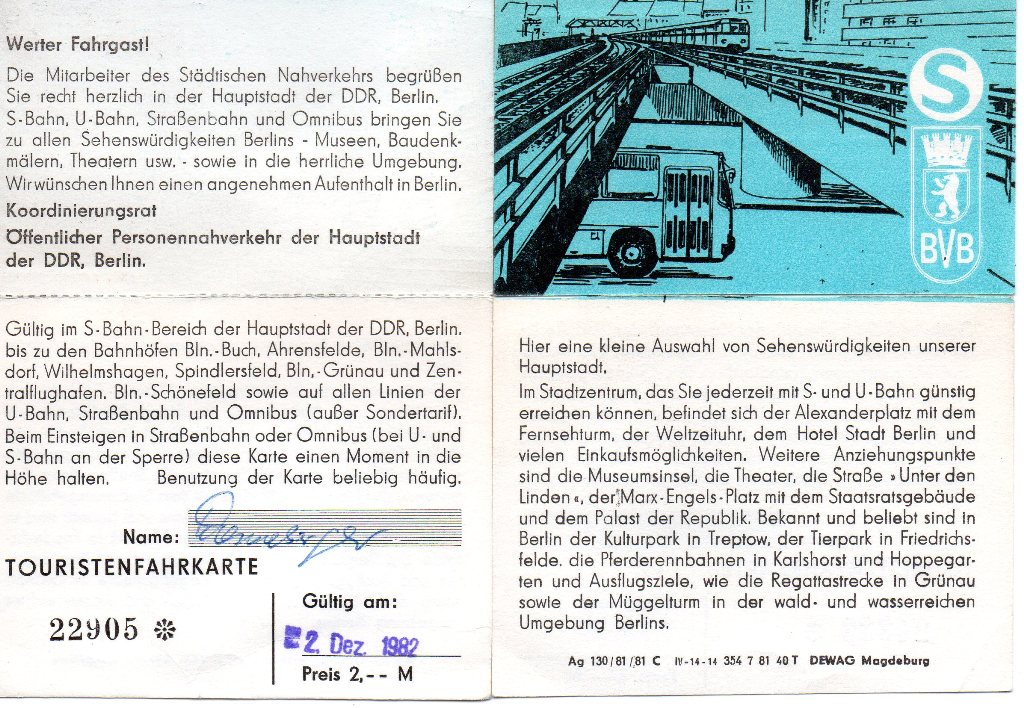 Werter Fahrgast!
Die Mitarbeiter des Städtischen Nahverkehrs begrüßen
Sie recht herzlich in der Hauptstadt der DDR, Berlin.
S-Bahn, U-Bahn, Straßenbahn und Omnibus bringen Sie
zu allen Sehenswürdigkeiten Berlins - Museen, Baudenk-
mälern, Theatern usw. - sowie in die herrliche Umgebung.
Wir wünschen Ihnen einen angenehmen Aufenthalt in Berlin.
Koordinierungsrat
Öffentlicher Personennahverkehr der Hauptstadt
der DDR, Berlin.
S
BVB
Gültig im S-Bahn-Bereich der Hauptstadt der DDR, Berlin.
bis zu den Bahnhöfen Bln.-Buch, Ahrensfelde, Bln.-Mahls-
dorf, Wilhelmshagen, Spindlersfeld, Bln.-Grünau und Zen-
tralflughafen. Bln.-Schönefeld sowie auf allen Linien der
U-Bahn, Straßenbahn und Omnibus (außer Sondertarif).
Beim Einsteigen in Straßenbahn oder Omnibus (bei U- und
S-Bahn an der Sperre) diese Karte einen Moment in die
Höhe halten. Benutzung der Karte beliebig häufig.
Name:
TOURISTENFAHRKARTE
22905 ✼
Gültig am:
2. Dez. 1982
Preis 2,-- M
Hier eine kleine Auswahl von Sehenswürdigkeiten unserer
Hauptstadt.
Im Stadtzentrum, das Sie jederzeit mit S- und U-Bahn günstig
erreichen können, befindet sich der Alexanderplatz mit dem
Fernsehturm, der Weltzeituhr, dem Hotel Stadt Berlin und
vielen Einkaufsmöglichkeiten. Weitere Anziehungspunkte
sind die Museumsinsel, die Theater, die Straße »Unter den
Linden«, der Marx-Engels-Platz mit dem Staatsratsgebäude
und dem Palast der Republik. Bekannt und beliebt sind in
Berlin der Kulturpark in Treptow, der Tierpark in Friedrichs-
felde. die Pferderennbahnen in Karlshorst und Hoppegar-
ten und Ausflugsziele, wie die Regattastrecke in Grünau
sowie der Müggelturm in der wald- und wasserreichen
Umgebung Berlins.
Ag 130/81/81 C IV-14-14 354 7 81 40 T DEWAG Magdeburg